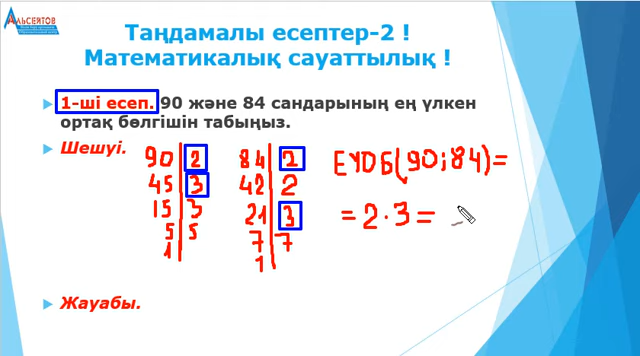 АЛЬСЕИТОВ
Таңдамалы есептер-2 !
Математикалық сауаттылық !
1-ші есеп. 90 және 84 сандарының ең үлкен
ортақ бөлгішін табыңыз.
Шешуі.
90 2
45 3
15 3
5 5
1
84 2
42 2
21 3
7 7
1
ЕҮОБ(90;84)=
= 2 · 3 =
Жауабы.